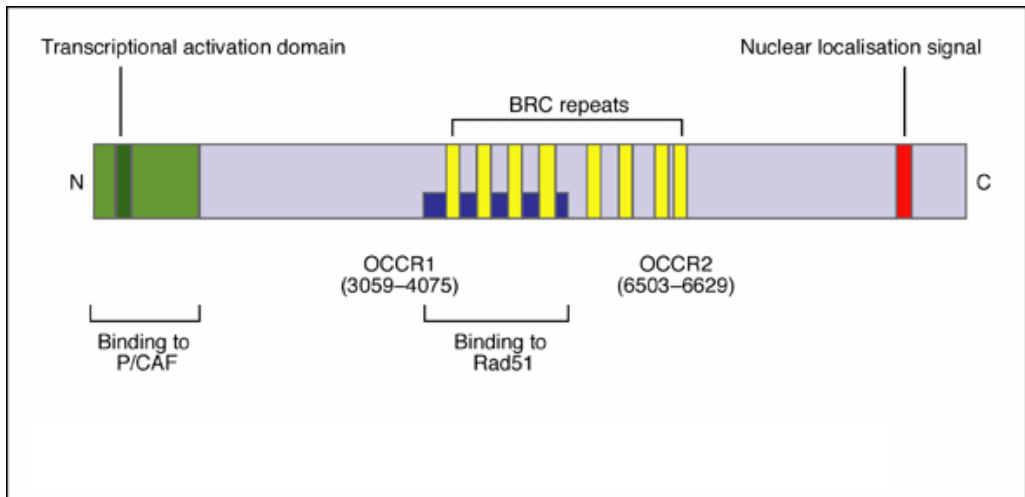 Transcriptional activation domain
Nuclear localisation signal
BRC repeats
N
C
OCCR1
(3059–4075)
OCCR2
(6503–6629)
Binding to
P/CAF
Binding to
Rad51